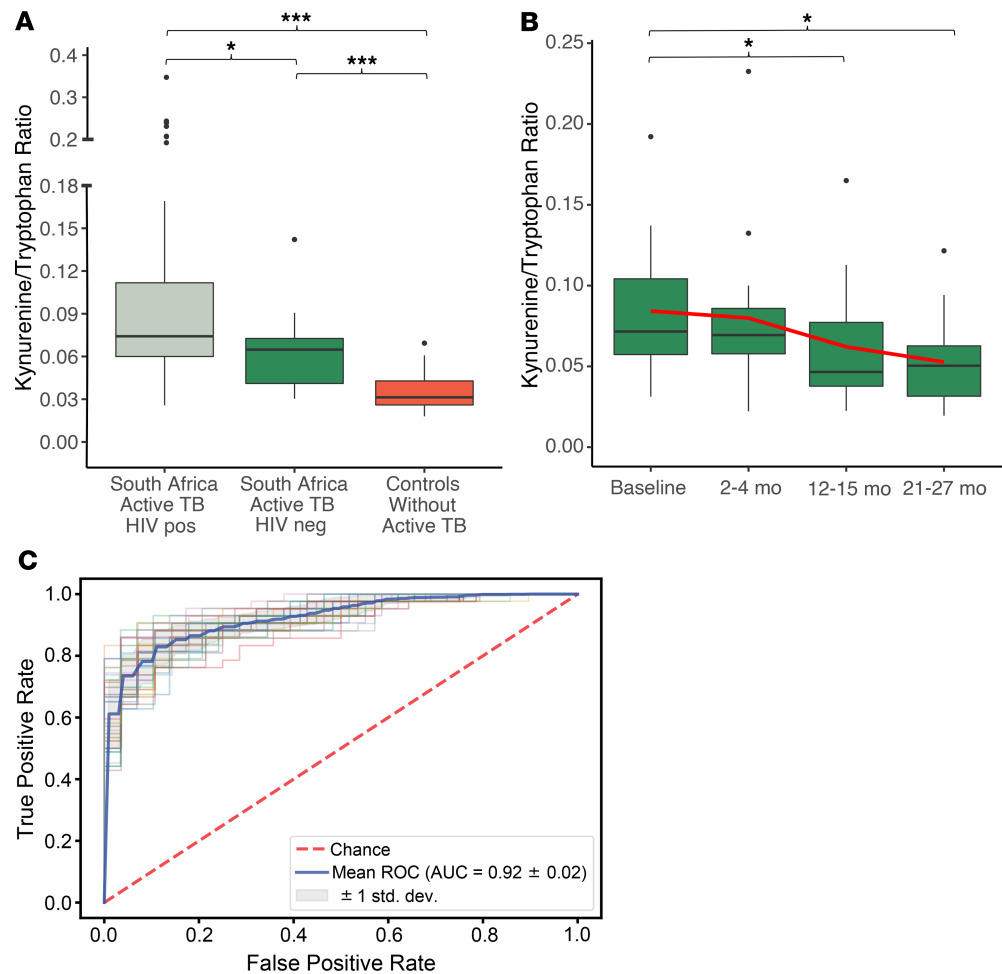 A
***
*
***
Kynurenine/Tryptophan Ratio
0.4
0.3
0.2
0.18
0.15
0.12
0.09
0.06
0.03
0.00
South Africa
Active TB
HIV pos
South Africa
Active TB
HIV neg
Controls
Without
Active TB
B
*
*
Kynurenine/Tryptophan Ratio
0.25
0.20
0.15
0.10
0.05
0.00
Baseline
2-4 mo
12-15 mo
21-27 mo
C
True Positive Rate
1.0
0.8
0.6
0.4
0.2
0.0
Chance
Mean ROC (AUC = 0.92 ± 0.02)
± 1 std. dev.
0.0
0.2
0.4
0.6
0.8
1.0
False Positive Rate